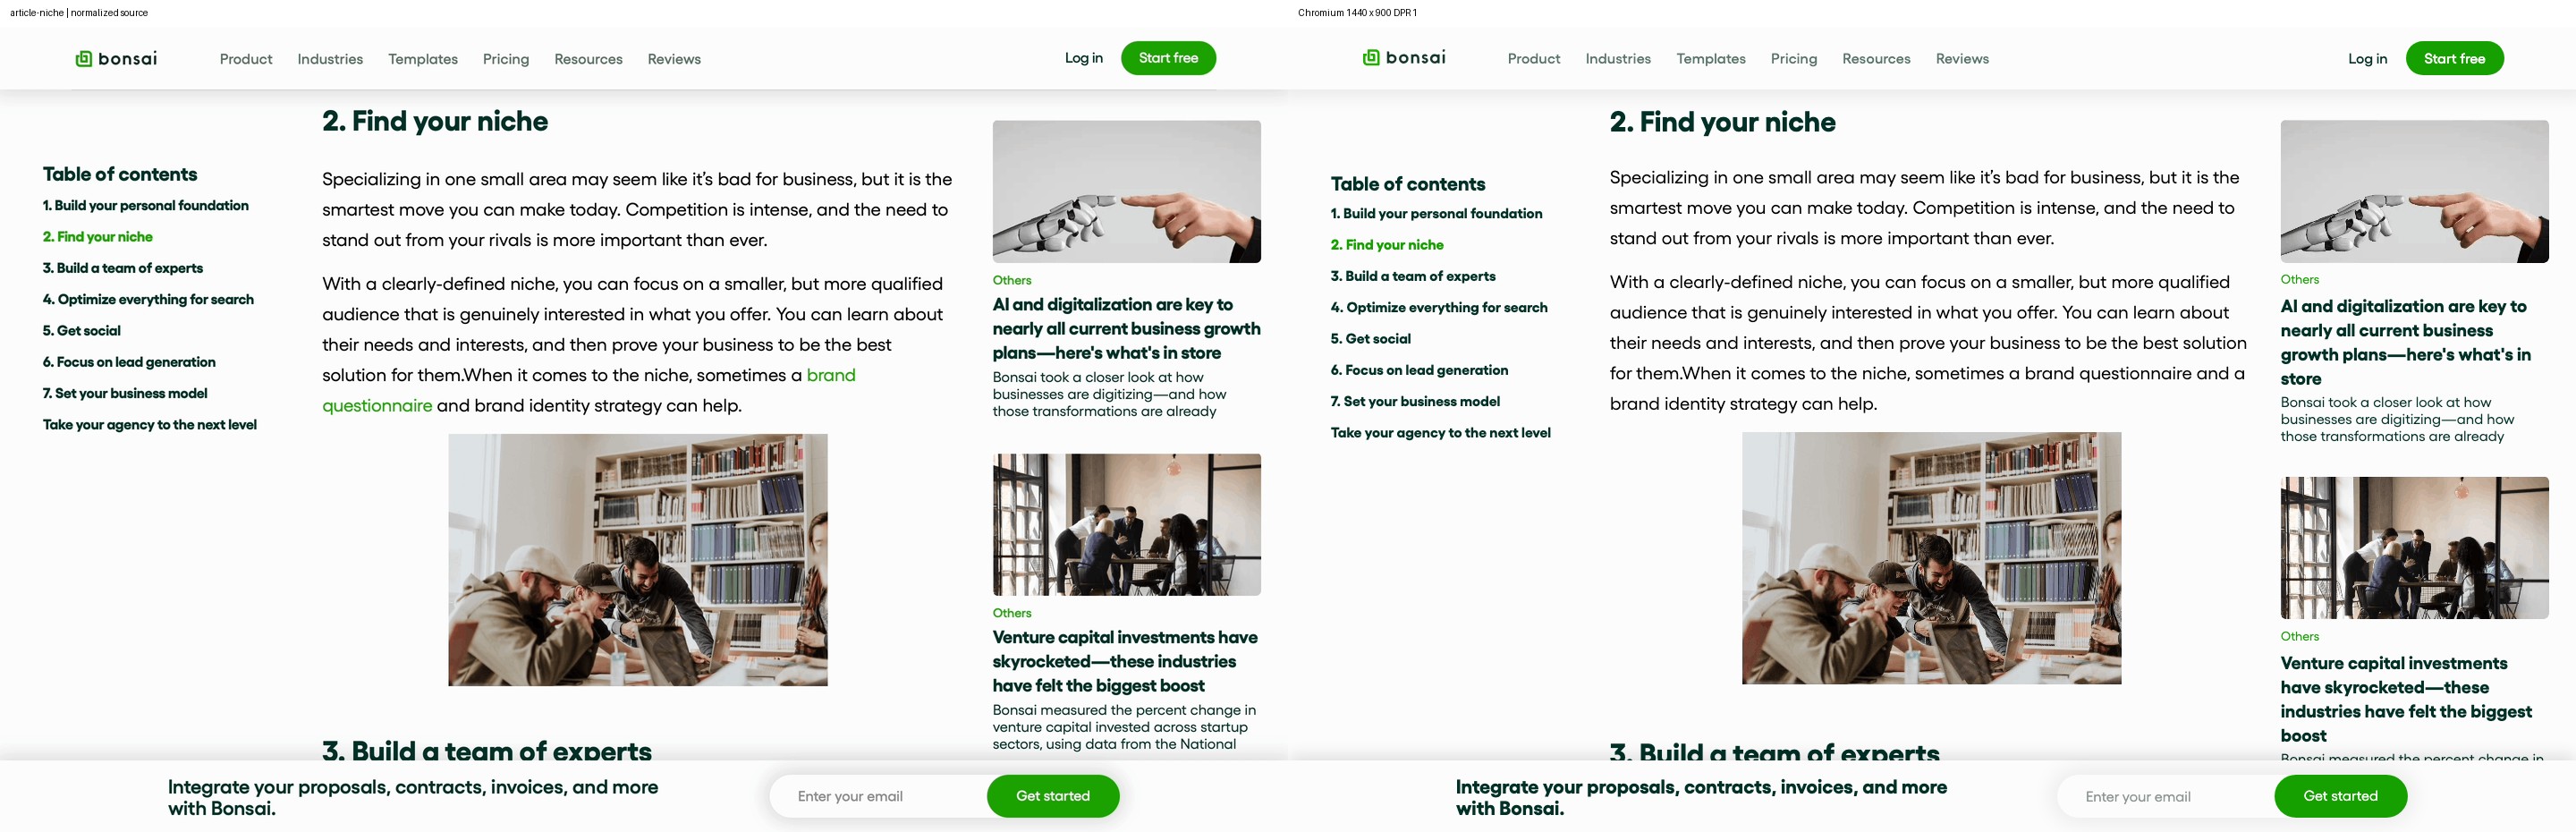 article-niche | normalized source
bonsai
Product
Industries
Templates
Pricing
Resources
Reviews
Log in
Start free
Table of contents
1. Build your personal foundation
2. Find your niche
3. Build a team of experts
4. Optimize everything for search
5. Get social
6. Focus on lead generation
7. Set your business model
Take your agency to the next level
2. Find your niche
Specializing in one small area may seem like it's bad for business, but it is the
smartest move you can make today. Competition is intense, and the need to
stand out from your rivals is more important than ever.
With a clearly-defined niche, you can focus on a smaller, but more qualified
audience that is genuinely interested in what you offer. You can learn about
their needs and interests, and then prove your business to be the best
solution for them.When it comes to the niche, sometimes a brand
questionnaire and brand identity strategy can help.
3. Build a team of experts
Others
AI and digitalization are key to
nearly all current business growth
plans—here's what's in store
Bonsai took a closer look at how
businesses are digitizing—and how
those transformations are already
Others
Venture capital investments have
skyrocketed—these industries
have felt the biggest boost
Bonsai measured the percent change in
venture capital invested across startup
sectors, using data from the National
Integrate your proposals, contracts, invoices, and more
with Bonsai.
Enter your email
Get started
Chromium 1440 x 900 DPR 1
bonsai
Product
Industries
Templates
Pricing
Resources
Reviews
Log in
Start free
Table of contents
1. Build your personal foundation
2. Find your niche
3. Build a team of experts
4. Optimize everything for search
5. Get social
6. Focus on lead generation
7. Set your business model
Take your agency to the next level
2. Find your niche
Specializing in one small area may seem like it's bad for business, but it is the
smartest move you can make today. Competition is intense, and the need to
stand out from your rivals is more important than ever.
With a clearly-defined niche, you can focus on a smaller, but more qualified
audience that is genuinely interested in what you offer. You can learn about
their needs and interests, and then prove your business to be the best solution
for them.When it comes to the niche, sometimes a brand questionnaire and a
brand identity strategy can help.
3. Build a team of experts
Others
AI and digitalization are key to
nearly all current business
growth plans—here's what's in
store
Bonsai took a closer look at how
businesses are digitizing—and how
those transformations are already
Others
Venture capital investments
have skyrocketed—these
industries have felt the biggest
boost
Bonsai measured the percent change in
Integrate your proposals, contracts, invoices, and more
with Bonsai.
Enter your email
Get started